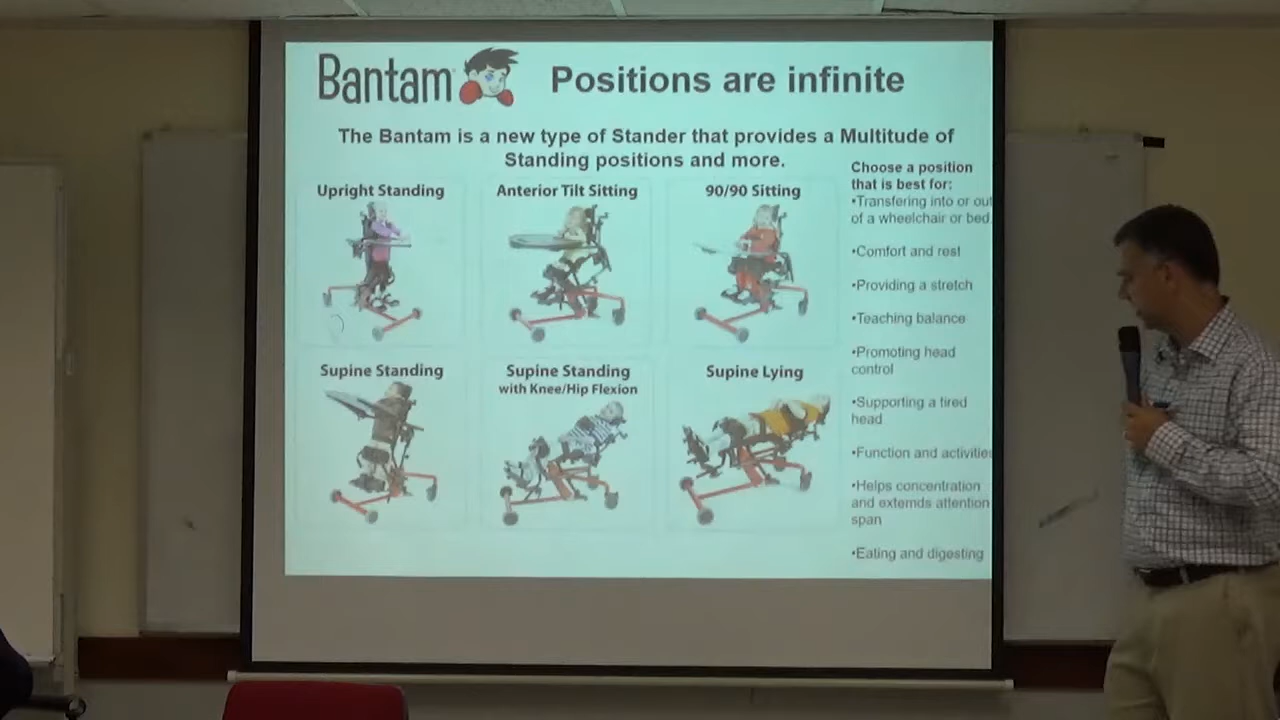 Bantam
Positions are infinite
The Bantam is a new type of Stander that provides a Multitude of
Standing positions and more.
Upright Standing
Anterior Tilt Sitting
90/90 Sitting
Supine Standing
Supine Standing
with Knee/Hip Flexion
Supine Lying
Choose a position
that is best for:
•Transfering into or out
of a wheelchair or bed
•Comfort and rest
•Providing a stretch
•Teaching balance
•Promoting head
control
•Supporting a tired
head
•Function and activities
•Helps concentration
and externds attention
span
•Eating and digesting